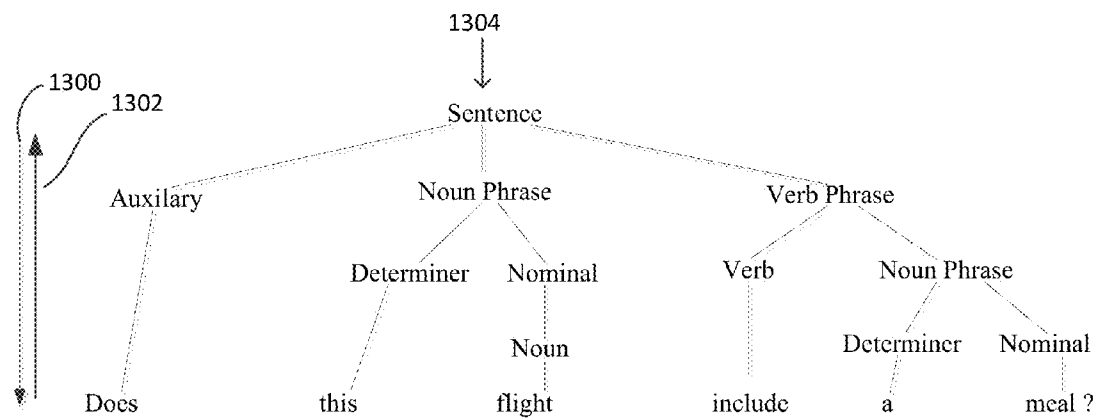 1304
1300
1302
Sentence
Auxilary Noun Phrase Verb Phrase
Determiner Nominal Verb Noun Phrase
Noun Determiner Nominal
Does this flight include a meal ?